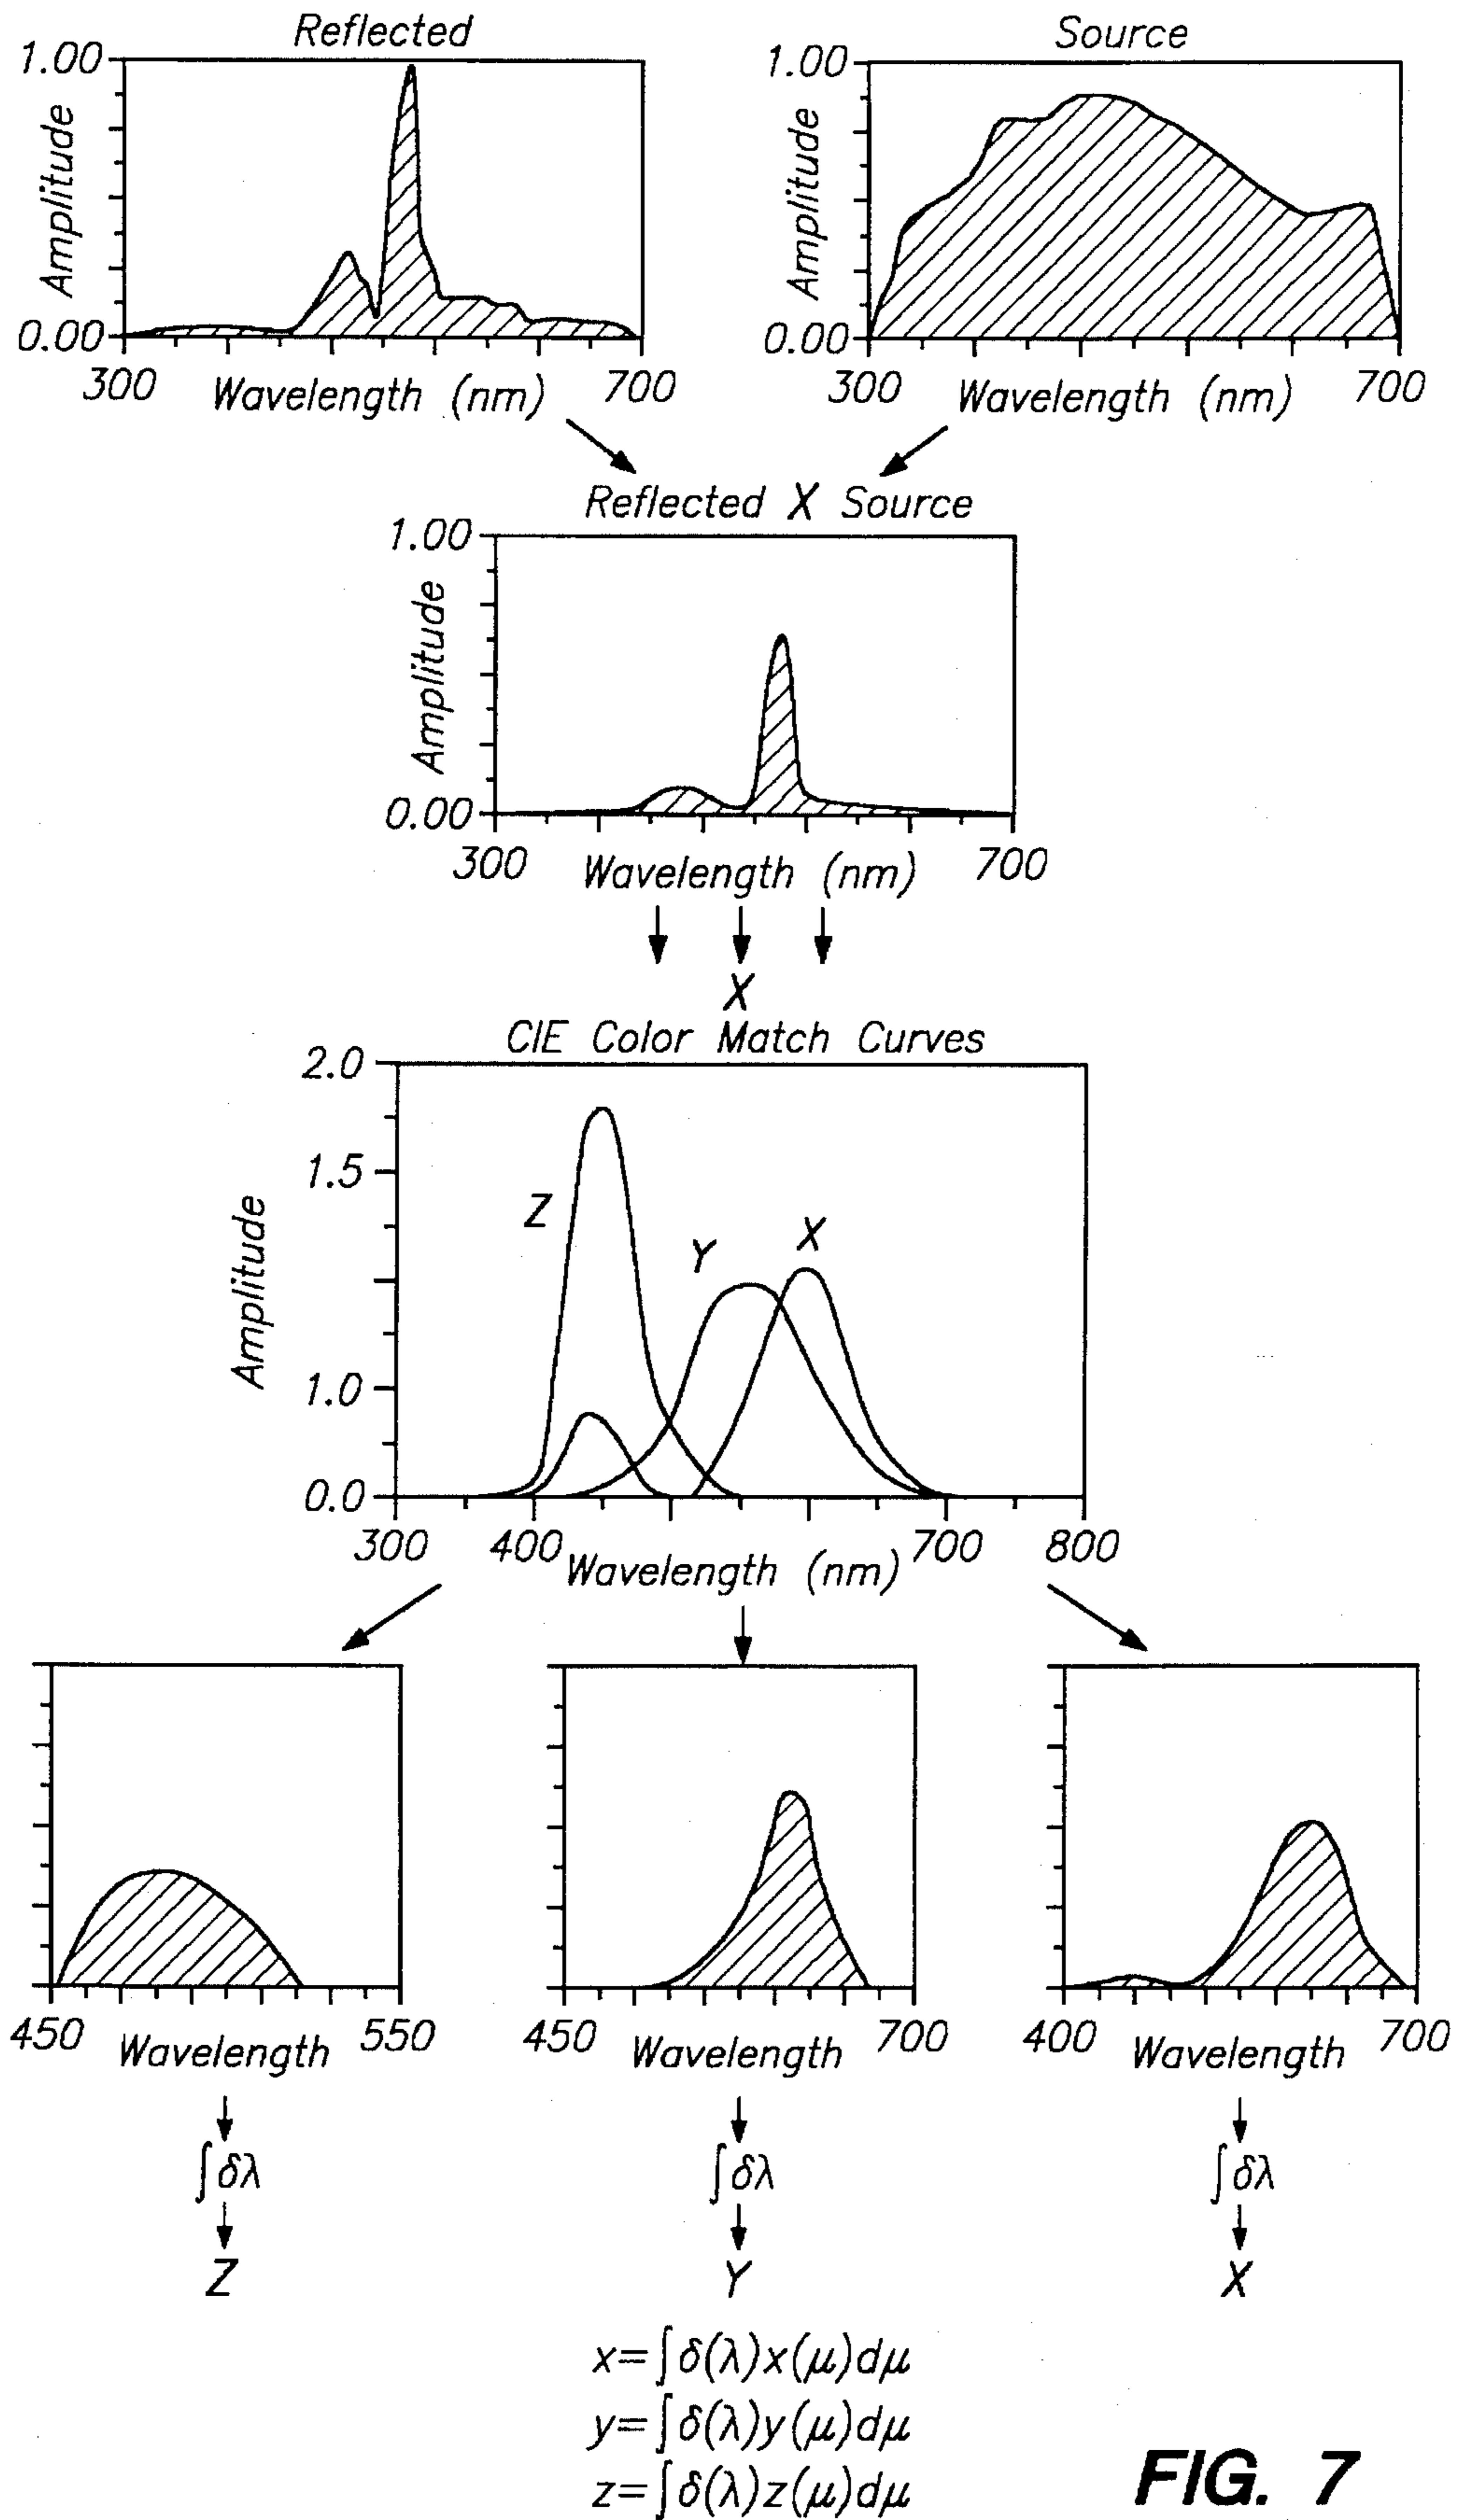 Reflected
1.00
Amplitude
0.00
300
Wavelength (nm)
700
Source
1.00
Amplitude
0.00
300
Wavelength (nm)
700
Reflected X Source
1.00
Amplitude
0.00
300
Wavelength (nm)
700
X
CIE Color Match Curves
2.0
1.5
1.0
0.0
Amplitude
Z
Y
X
300
400
Wavelength (nm)
700
800
450
Wavelength
550
450
Wavelength
700
400
Wavelength
700
∫δλ
∫δλ
∫δλ
Z
Y
X
x=∫δ(λ)x(μ)dμ
y=∫δ(λ)y(μ)dμ
z=∫δ(λ)z(μ)dμ
FIG. 7